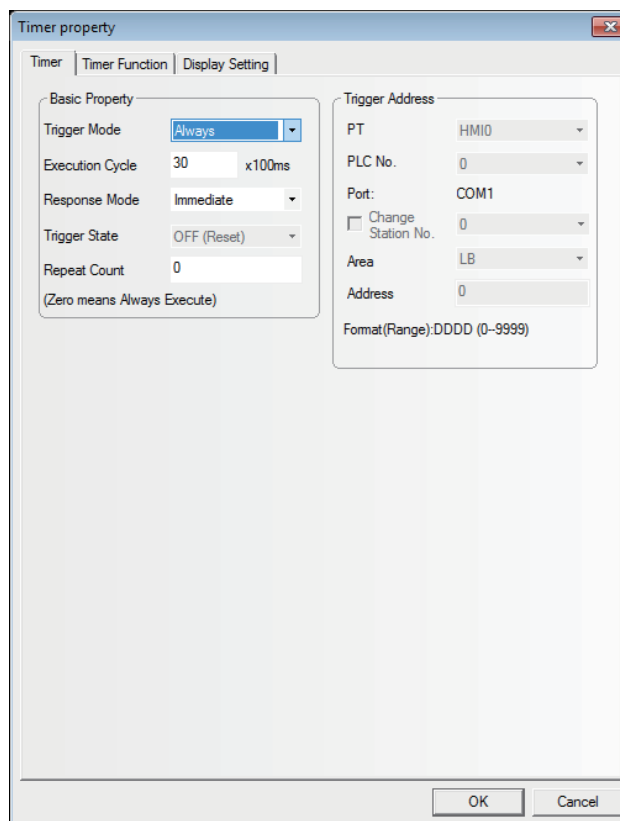 Timer property
Timer
Timer Function
Display Setting
Basic Property
Trigger Mode Always
Execution Cycle 30 x100ms
Response Mode Immediate
Trigger State OFF (Reset)
Repeat Count 0
(Zero means Always Execute)
Trigger Address
PT HMI0
PLC No. 0
Port: COM1
Change
Station No. 0
Area LB
Address 0
Format(Range):DDDD (0--9999)
OK
Cancel